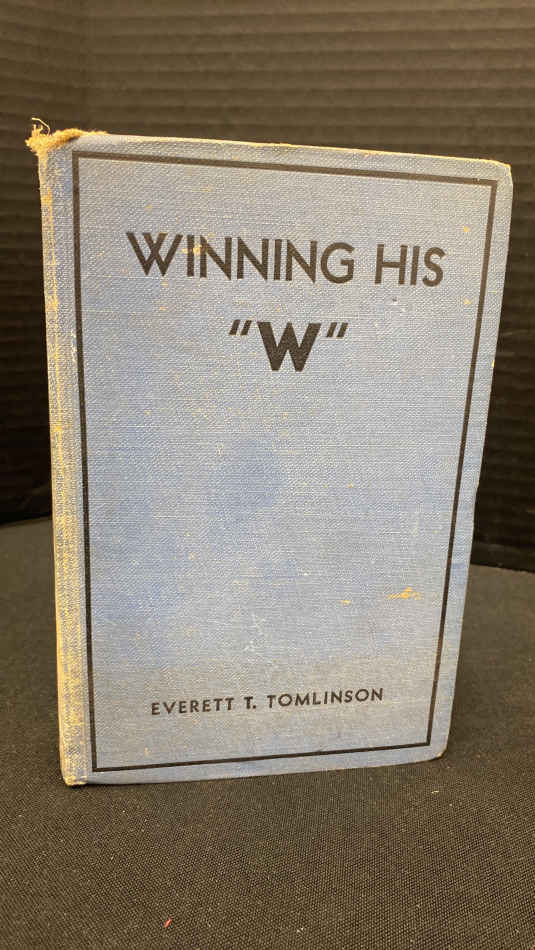 WINNING HIS
"W"
EVERETT T. TOMLINSON